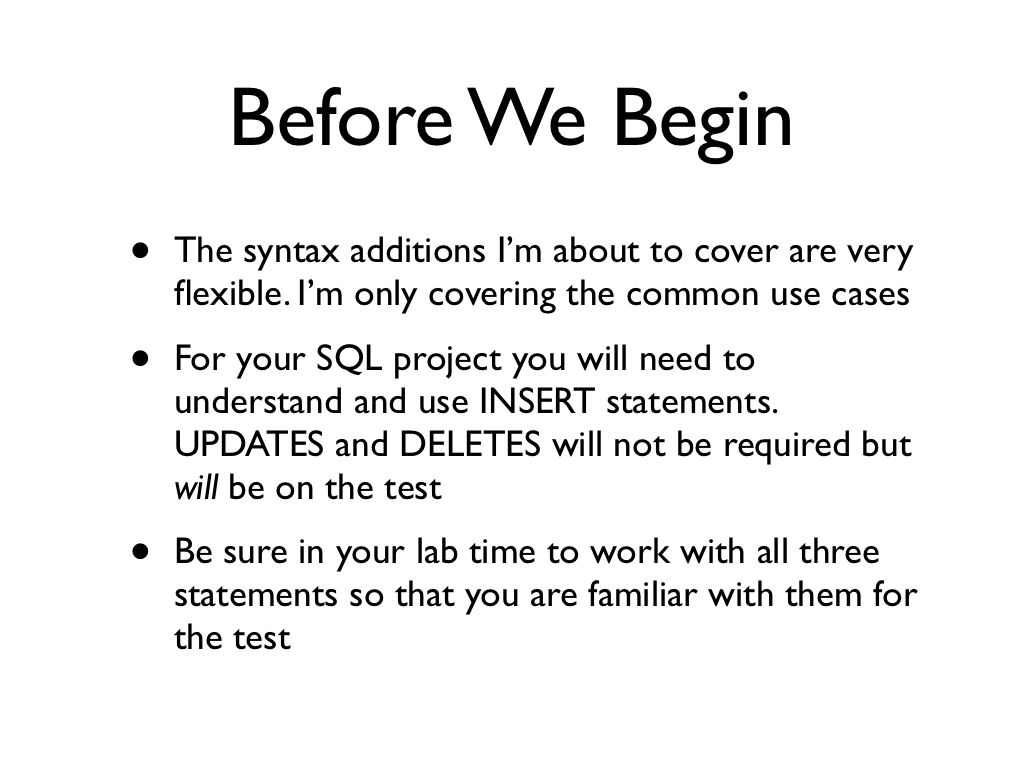 Before We Begin
• The syntax additions I’m about to cover are very
flexible. I’m only covering the common use cases
• For your SQL project you will need to
understand and use INSERT statements.
UPDATES and DELETES will not be required but
will be on the test
• Be sure in your lab time to work with all three
statements so that you are familiar with them for
the test